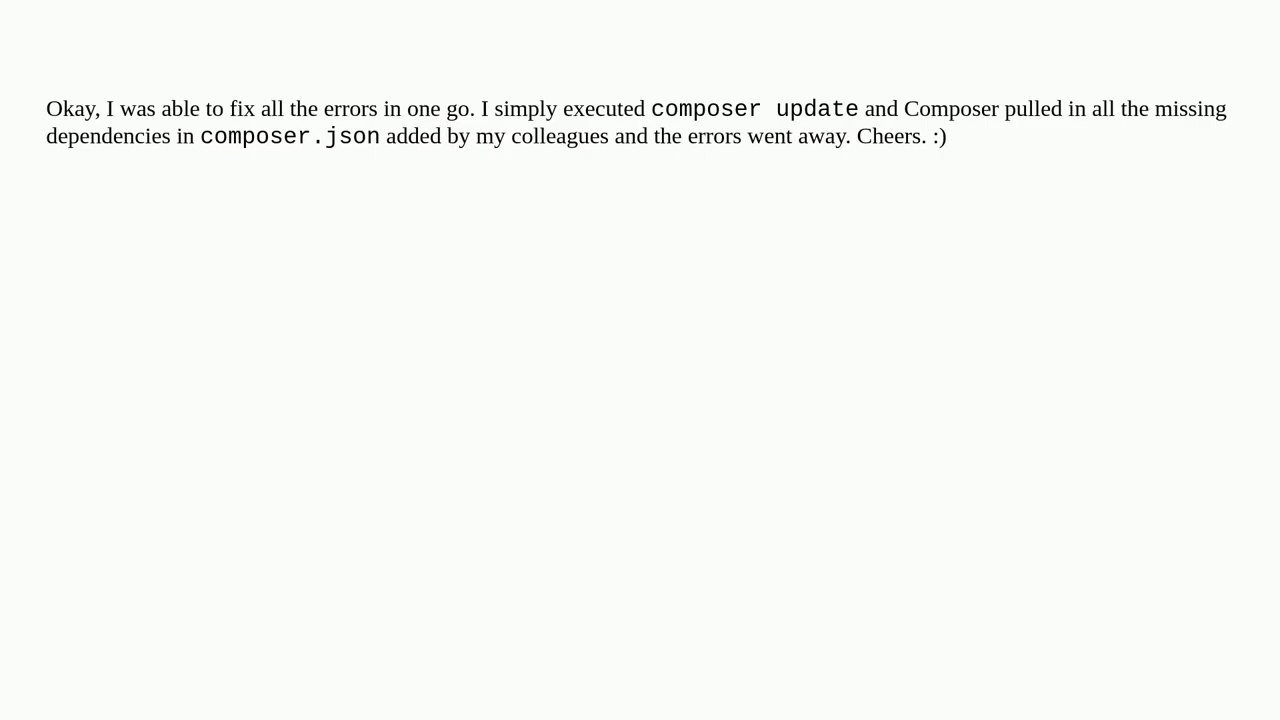 Okay, I was able to fix all the errors in one go. I simply executed composer update and Composer pulled in all the missing
dependencies in composer.json added by my colleagues and the errors went away. Cheers. :)